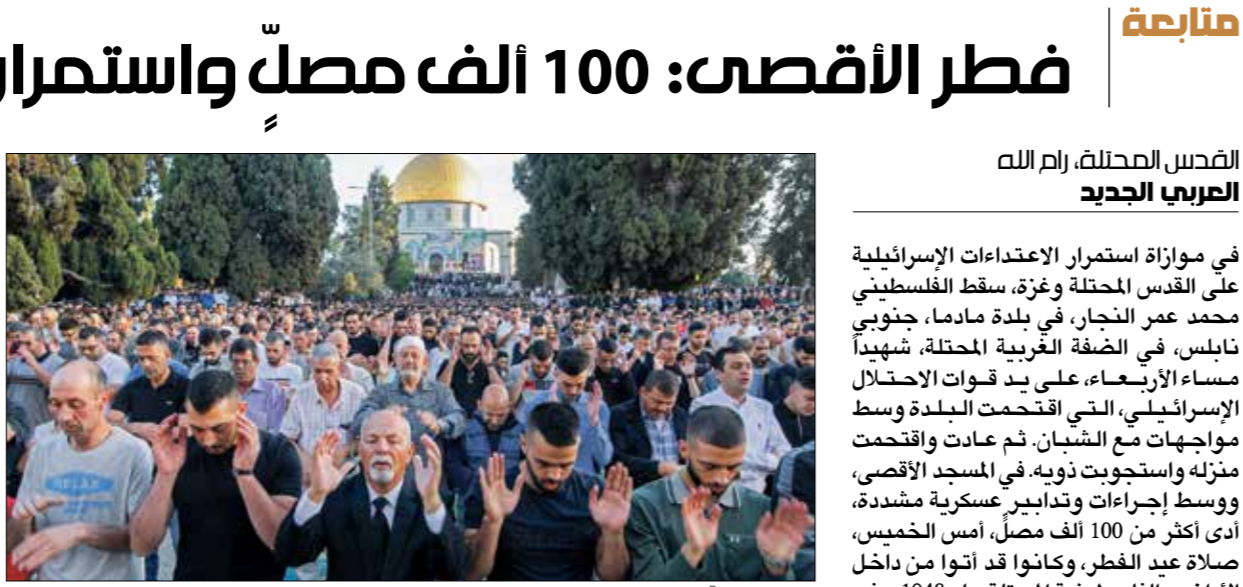 متابعة
فطر الأقصى: 100 ألف مصلٍّ واستمرار
القدس المحتلة، رام الله
العربي الجديد
في موازاة استمرار الاعتداءات الإسرائيلية
على القدس المحتلة وغزة، سقط الفلسطيني
محمد عمر النجار، في بلدة مادما، جنوبي
نابلس، في الضفة الغربية المحتلة، شهيداً
مساء الأربعاء، على يد قوات الاحتلال
الإسرائيلي، التي اقتحمت البلدة وسط
مواجهات مع الشبان. ثم عادت واقتحمت
منزله واستجوبت ذويه. في المسجد الأقصى،
ووسط إجراءات وتدابير عسكرية مشددة،
أدى أكثر من 100 ألف مصلٍّ، أمس الخميس،
صلاة عيد الفطر، وكانوا قد أتوا من داخل
RELAX